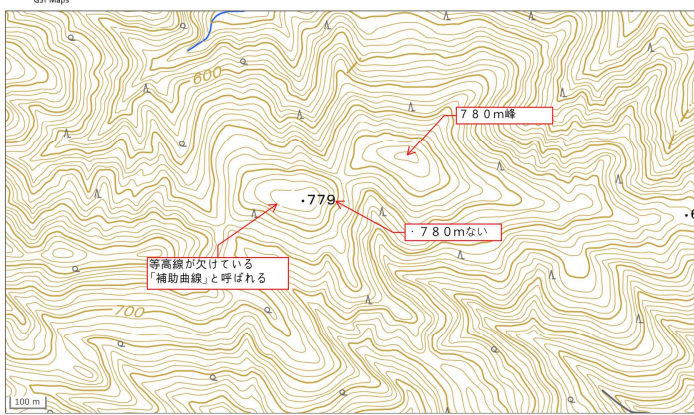 GSI Maps
600
780m峰
・779
・780mない
等高線が欠けている
「補助曲線」と呼ばれる
700
100 m